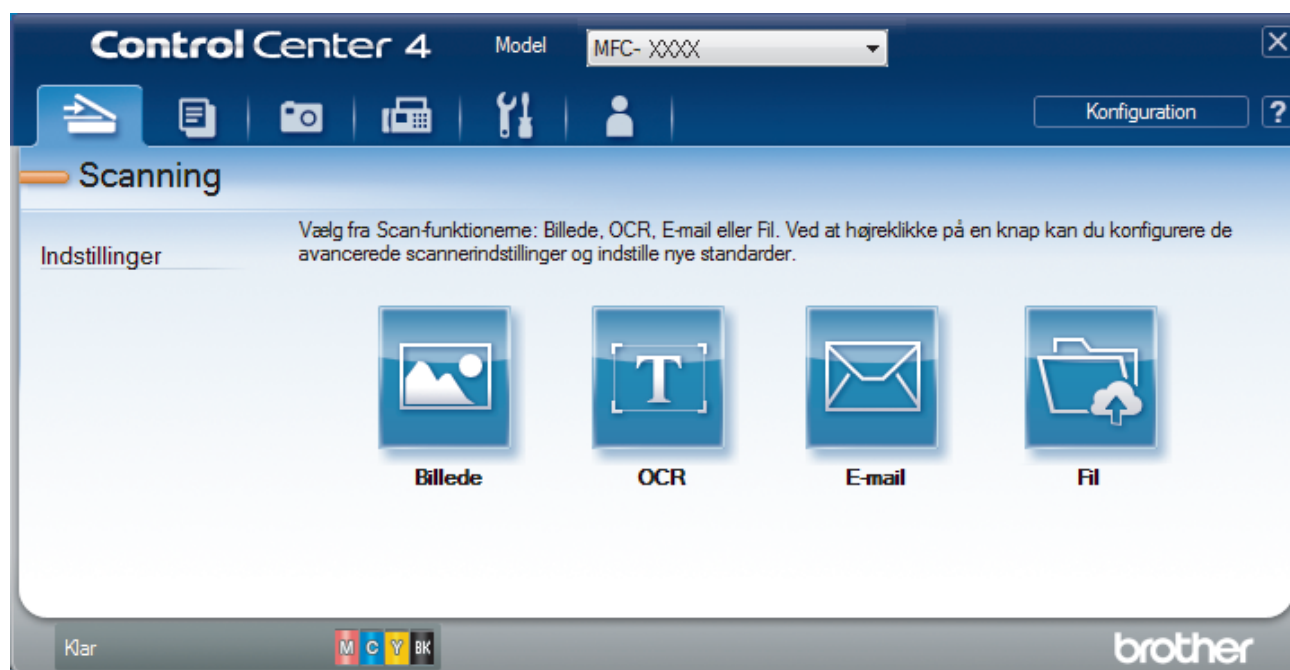 Control Center 4 Model MFC- XXXX
Konfiguration ?
Scanning
Indstillinger
Vælg fra Scan-funktionerne: Billede, OCR, E-mail eller Fil. Ved at højreklikke på en knap kan du konfigurere de
avancerede scannerindstillinger og indstille nye standarder.
T
Billede OCR E-mail Fil
Klar M C Y BK brother